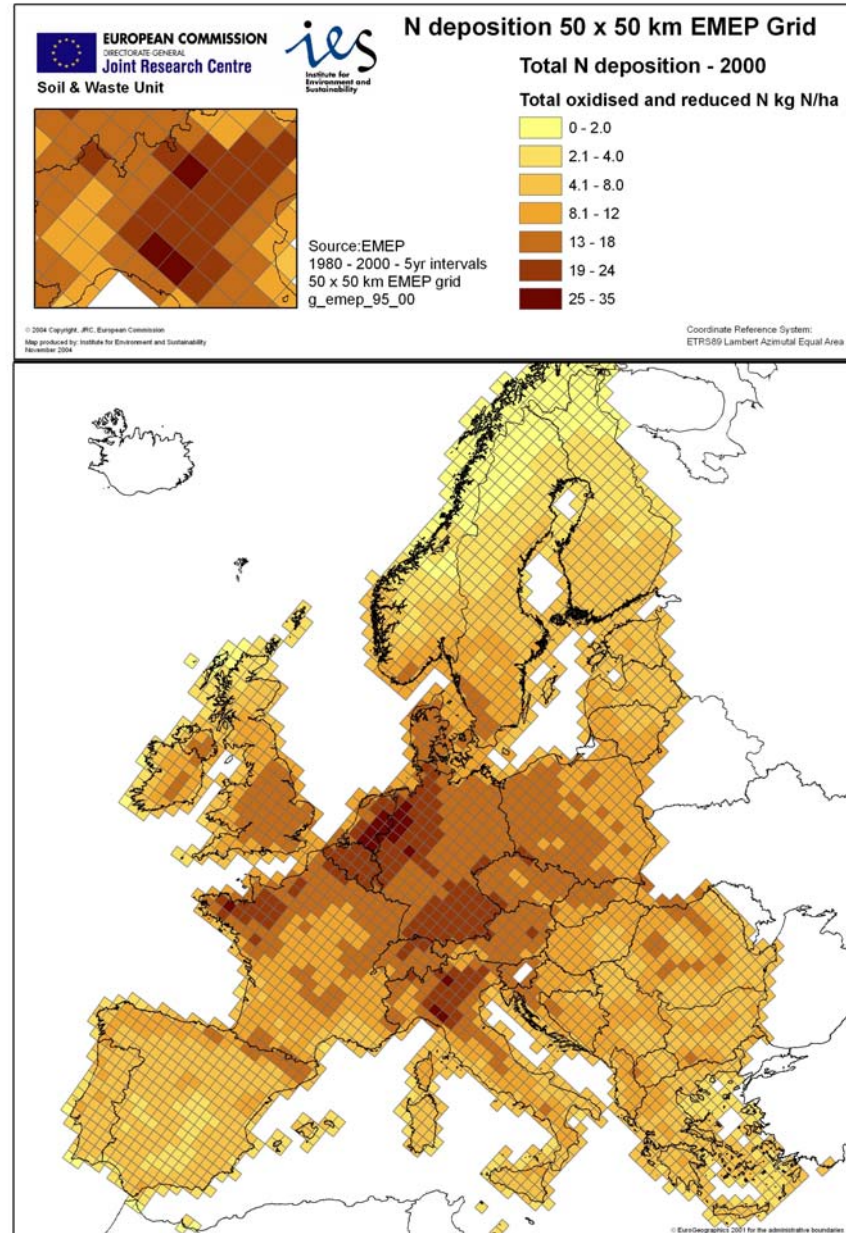 EUROPEAN COMMISSION
DIRECTORATE-GENERAL
Joint Research Centre
Soil & Waste Unit
ies
Institute for
Environment and
Sustainability
N deposition 50 x 50 km EMEP Grid
Total N deposition - 2000
Total oxidised and reduced N kg N/ha
0 - 2.0
2.1 - 4.0
4.1 - 8.0
8.1 - 12
13 - 18
19 - 24
25 - 35
Source:EMEP
1980 - 2000 - 5yr intervals
50 x 50 km EMEP grid
g_emep_95_00
© 2004 Copyright, JRC, European Commission
Map produced by: Institute for Environment and Sustainability
November 2004
Coordinate Reference System:
ETRS89 Lambert Azimutal Equal Area
© EuroGeographics 2001 for the administrative boundaries